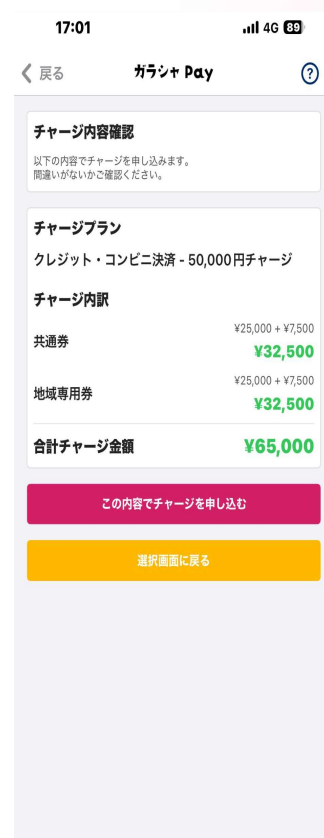 17:01
4G 89
戻る
ガラシャ Pay
?
チャージ内容確認
以下の内容でチャージを申し込みます。
間違いがないかご確認ください。
チャージプラン
クレジット・コンビニ決済 - 50,000円チャージ
チャージ内訳
共通券
¥25,000 + ¥7,500
¥32,500
地域専用券
¥25,000 + ¥7,500
¥32,500
合計チャージ金額 ¥65,000
この内容でチャージを申し込む
選択画面に戻る